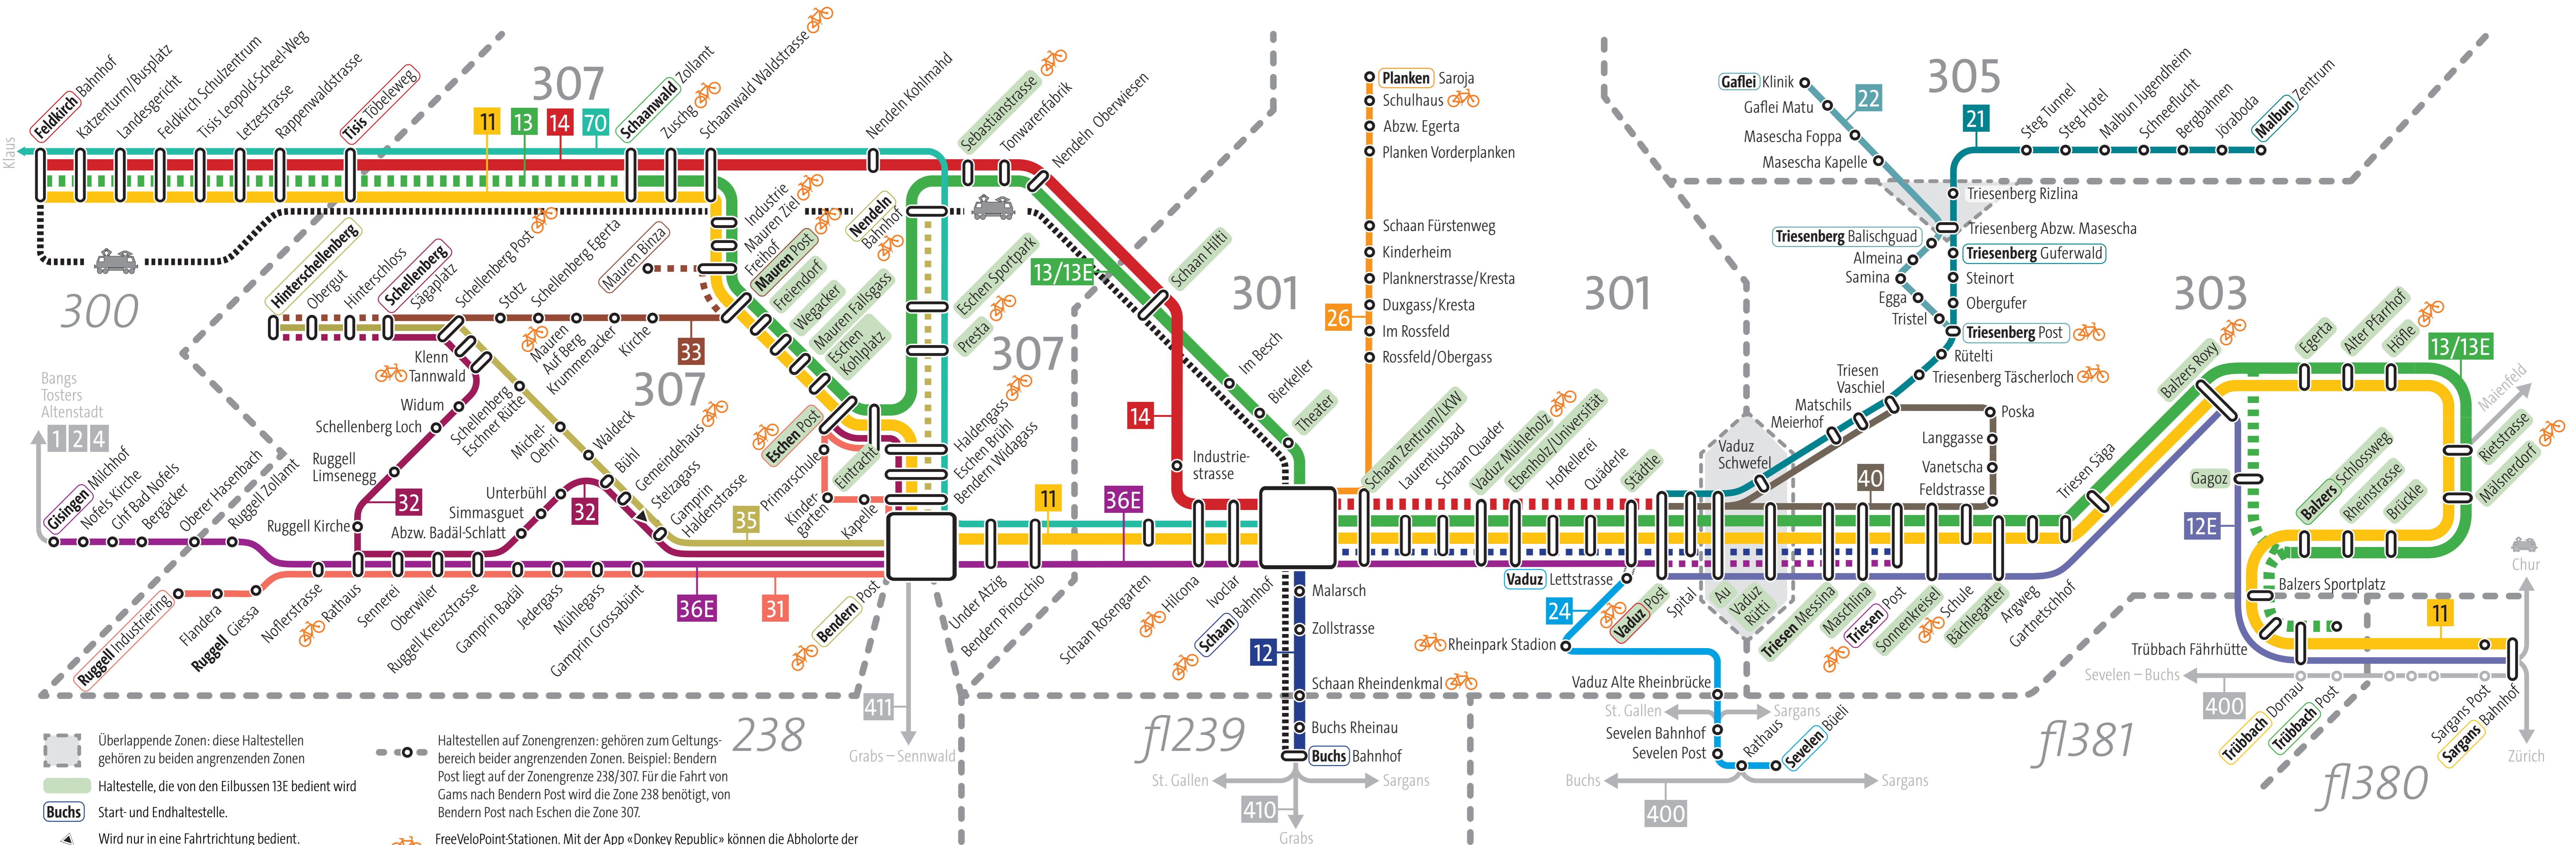 Klaus
Feldkirch Bahnhof
Katzenturm/Busplatz
Landesgericht
Feldkirch Schulzentrum
Tisis Leopold-Scheel-Weg
Letzestrasse
Rappenwaldstrasse
Tisis Töbeleweg
307
11
13
14
70
Schaanwald Zollamt
Zuschg
Schaanwald Waldstrasse
Nendeln Kohlmahd
Sebastianstrasse
Tonwarenfabrik
Nendeln Oberwiesen
Industrie
Mauren Ziel
Freihof
Mauren Post
Freiendorf
Wegacker
Mauren Fallsgass
Eschen
Kohlplatz
Nendeln
Bahnhof
Eschen Sportpark
Presta
13/13E
Schaan Hilti
301
Im Besch
Bierkeller
Theater
14
Industrie-
strasse
300
Hinterschellenberg
Obergut
Hinterschloss
Schellenberg
Sägaplatz
Schellenberg Post
Stotz
Schellenberg Egerta
Mauren
Auf Berg
Krummenacker
Kirche
Mauren Binza
33
307
307
Klenn
Tannwald
Widum
Schellenberg Loch
Ruggell
Limsenegg
32
Ruggell Kirche
Schellenberg
Eschner Rütte
Michel-
Oehri
Waldeck
Bühl
Gemeindehaus
Stelzagass
Gamprin
Haldenstrasse
Unterbühl
Simmasguet
Abzw. Badäl-Schlatt
32
35
Eschen Post
Primarschule
Kinder-
garten
Kapelle
Eintracht
Haldengass
Eschen Brühl
Bendern Widagass
Bangs
Tosters
Altenstadt
1 2 4
Gisingen Milchhof
Nofels Kirche
Ghf Bad Nofels
Bergäcker
Oberer Hasenbach
Ruggell Zollamt
Ruggell Industriering
Flandera
Ruggell Giessa
Noflerstrasse
Rathaus
Sennerei
Oberwiler
Ruggell Kreuzstrasse
Gamprin Badäl
Jedergass
Mühlegass
Gamprin Grossabünt
36E
31
Bendern Post
Under Atzig
Bendern Pinocchio
11
36E
Schaan Rosengarten
Hilcona
Ivoclar
Schaan Bahnhof
411
Grabs – Sennwald
238
fl239
12
Malarsch
Zollstrasse
Schaan Rheindenkmal
Buchs Rheinau
Buchs Bahnhof
St. Gallen
Sargans
410
Grabs
Planken Saroja
Schulhaus
Abzw. Egerta
Planken Vorderplanken
Schaan Fürstenweg
Kinderheim
Planknerstrasse/Kresta
Duxgass/Kresta
Im Rossfeld
Rossfeld/Obergass
26
301
Schaan Zentrum/LKW
Laurentiusbad
Schaan Quader
Vaduz Mühleholz
Ebenholz/Universität
Hofkellerei
Quäderle
Städtle
Vaduz Lettstrasse
24
Rheinpark Stadion
Vaduz Alte Rheinbrücke
St. Gallen
Sargans
Sevelen Bahnhof
Sevelen Post
Rathaus
Sevelen Büeli
Buchs
Sargans
400
Vaduz Post
Spital
Au
Vaduz
Rütti
Vaduz
Schwefel
Triesen Messina
Maschlina
Triesen Post
Sonnenkreisel
Schule
Bächlegatter
Argweg
Gartnetschhof
Gaflei Klinik
Gaflei Matu
Masescha Foppa
Masescha Kapelle
22
305
21
Steg Tunnel
Steg Hotel
Malbun Jugendheim
Schneeflucht
Bergbahnen
Jöraboda
Malbun Zentrum
Triesenberg Rizlina
Triesenberg Abzw. Masescha
Triesenberg Balischguad
Almeina
Samina
Egga
Tristel
Triesenberg Guferwald
Steinort
Obergufer
Triesenberg Post
Rütelti
Triesenberg Täscherloch
Triesen
Vaschiel
Matschils
Meierhof
Poska
Langgasse
Vanetscha
Feldstrasse
40
303
Triesen Säga
Balzers Roxy
Egerta
Alter Pfarrhof
Höfle
13/13E
Maienfeld
Rietstrasse
Mälsnerdorf
Gagoz
12E
Balzers Schlossweg
Rheinstrasse
Brückle
Balzers Sportplatz
Chur
11
Trübbach Fährhütte
Sevelen – Buchs
400
Trübbach Dornau
Trübbach Post
Sargans Post
Sargans Bahnhof
Zürich
fl381
fl380
Überlappende Zonen: diese Haltestellen
gehören zu beiden angrenzenden Zonen
Haltestelle, die von den Eilbussen 13E bedient wird
Buchs Start- und Endhaltestelle.
Wird nur in eine Fahrtrichtung bedient.
Haltestellen auf Zonengrenzen: gehören zum Geltungs-
bereich beider angrenzenden Zonen. Beispiel: Bendern
Post liegt auf der Zonengrenze 238/307. Für die Fahrt von
Gams nach Bendern Post wird die Zone 238 benötigt, von
Bendern Post nach Eschen die Zone 307.
FreeVeloPoint-Stationen. Mit der App «Donkey Republic» können die Abholorte der